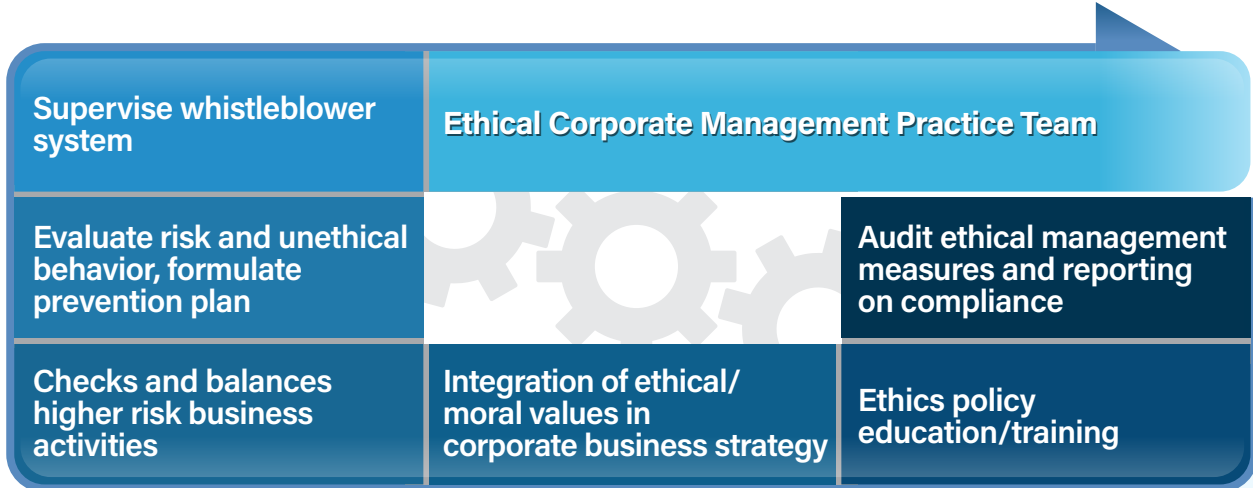 Supervise whistleblower
system
Ethical Corporate Management Practice Team
Evaluate risk and unethical
behavior, formulate
prevention plan
Audit ethical management
measures and reporting
on compliance
Checks and balances
higher risk business
activities
Integration of ethical/
moral values in
corporate business strategy
Ethics policy
education/training